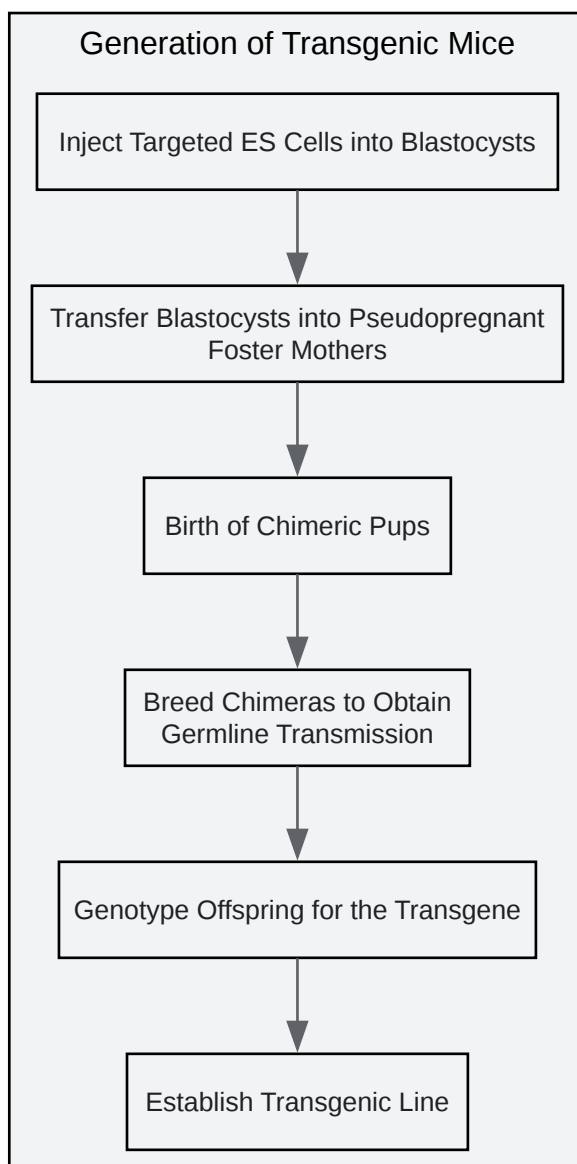 Generation of Transgenic Mice
Inject Targeted ES Cells into Blastocysts
Transfer Blastocysts into Pseudopregnant
Foster Mothers
Birth of Chimeric Pups
Breed Chimeras to Obtain
Germline Transmission
Genotype Offspring for the Transgene
Establish Transgenic Line